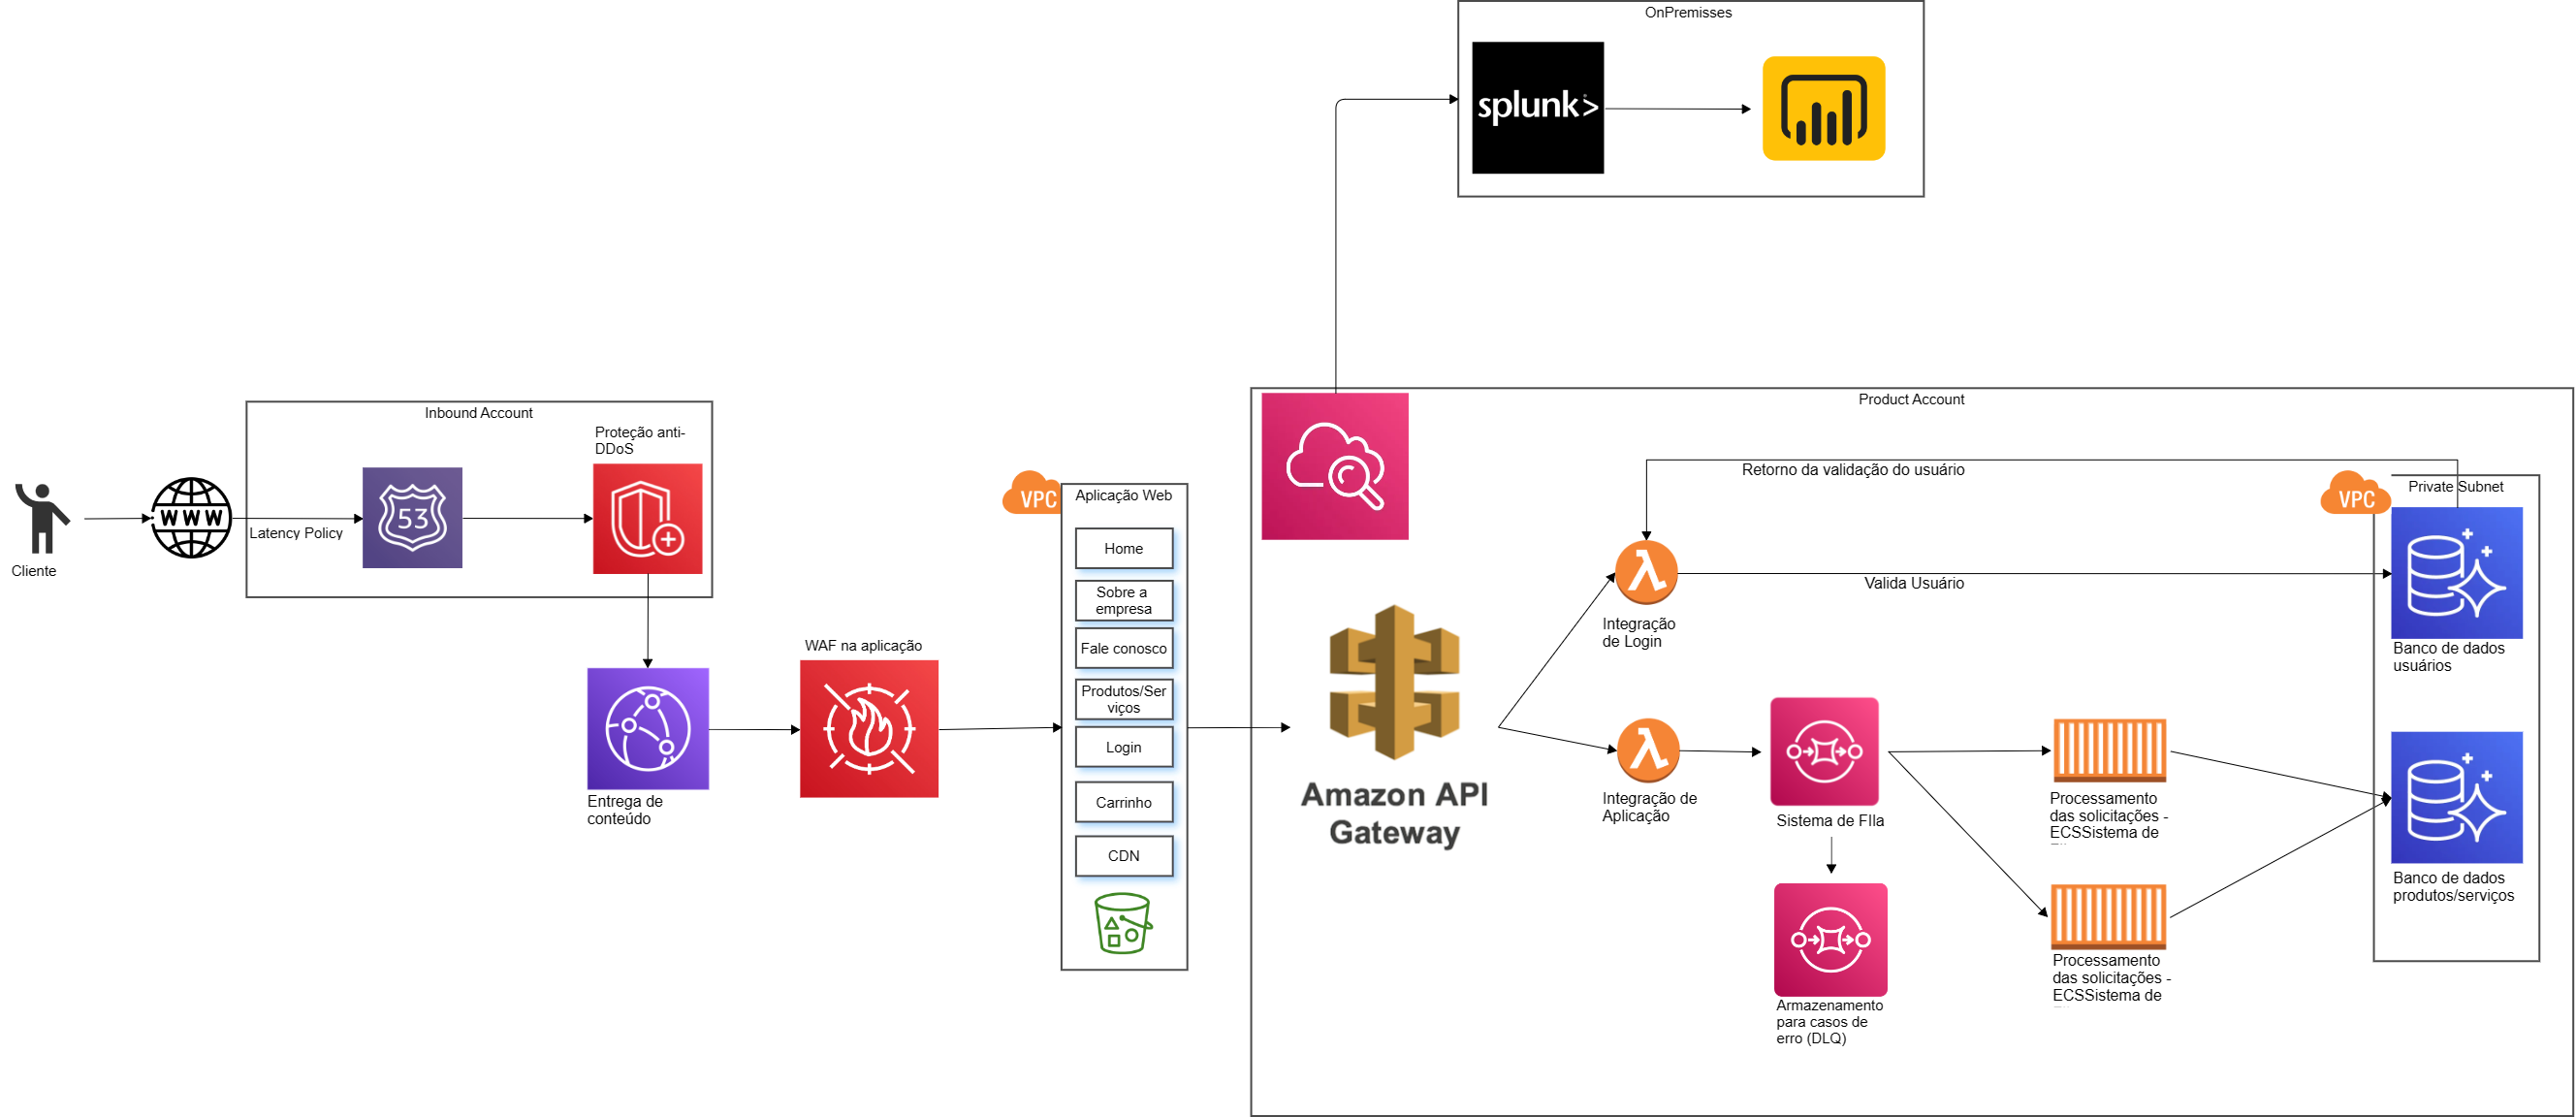 OnPremisses
splunk>
Product Account
Inbound Account
Proteção anti-
DDoS
53
WWW
Latency Policy
Cliente
Entrega de
conteúdo
WAF na aplicação
VPC
Aplicação Web
Home
Sobre a
empresa
Fale conosco
Produtos/Ser
viços
Login
Carrinho
CDN
Amazon API
Gateway
Retorno da validação do usuário
Valida Usuário
Integração
de Login
Integração de
Aplicação
Sistema de FIla
Armazenamento
para casos de
erro (DLQ)
Processamento
das solicitações -
ECSSistema de
Processamento
das solicitações -
ECSSistema de
VPC
Private Subnet
Banco de dados
usuários
Banco de dados
produtos/serviços